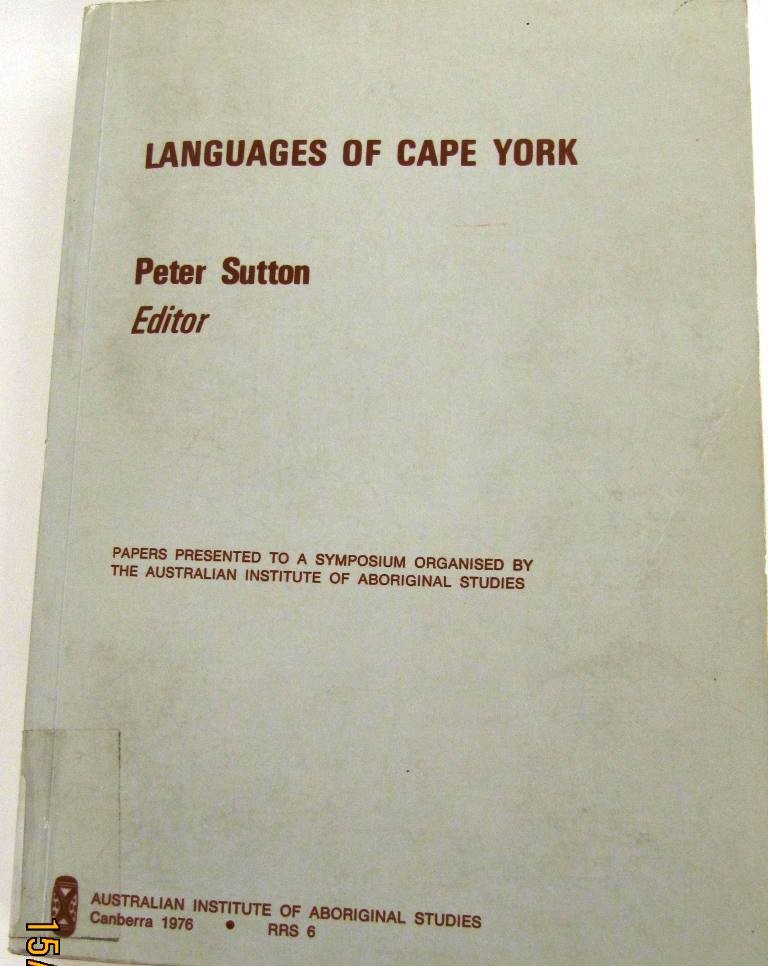 LANGUAGES OF CAPE YORK
Peter Sutton
Editor
PAPERS PRESENTED TO A SYMPOSIUM ORGANISED BY
THE AUSTRALIAN INSTITUTE OF ABORIGINAL STUDIES
AUSTRALIAN INSTITUTE OF ABORIGINAL STUDIES
Canberra 1976 • RRS 6
15/